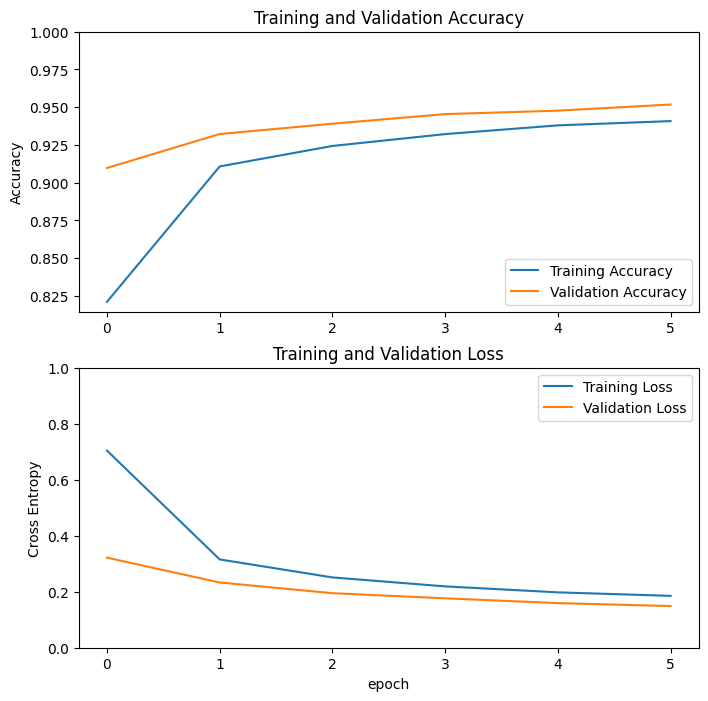 Training and Validation Accuracy
1.000
0.975
0.950
0.925
0.900
0.875
0.850
0.825
Accuracy
Training Accuracy
Validation Accuracy
0 1 2 3 4 5
Training and Validation Loss
1.0
0.8
0.6
0.4
0.2
0.0
Cross Entropy
Training Loss
Validation Loss
0 1 2 3 4 5
epoch